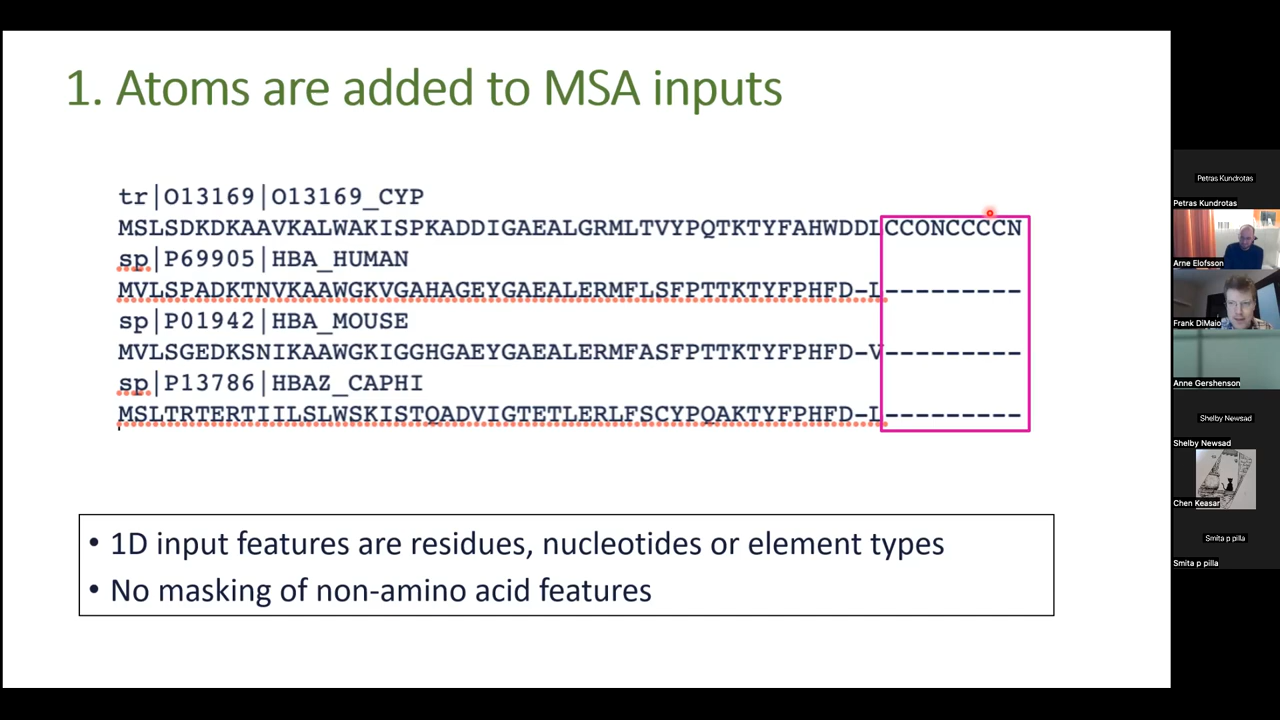 1. Atoms are added to MSA inputs
tr|O13169|O13169_CYP
MSLSDKDKAAVKALWAKISPKADDIGAEALGRMLTVYPQTKTYFAHWDDLCCONCCCCN
sp|P69905|HBA_HUMAN
MVLSPADKTNVKAAWGKVGAHAGEYGAEALERMFLSFPTTKTYFPHFD-L---------
sp|P01942|HBA_MOUSE
MVLSGEDKSNIKAAWGKIGGHGAEYGAEALERMFASFPTTKTYFPHFD-V---------
sp|P13786|HBAZ_CAPHI
MSLTRTERTIILSLWSKISTQADVIGTETLERLFSCYPQAKTYFPHFD-L---------
• 1D input features are residues, nucleotides or element types
• No masking of non-amino acid features
Petras Kundrotas
Petras Kundrotas
Arne Elofsson
Frank DiMaio
Anne Gershenson
Shelby Newsad
Shelby Newsad
Chen Keasar
Smita p pilla
Smita p pilla